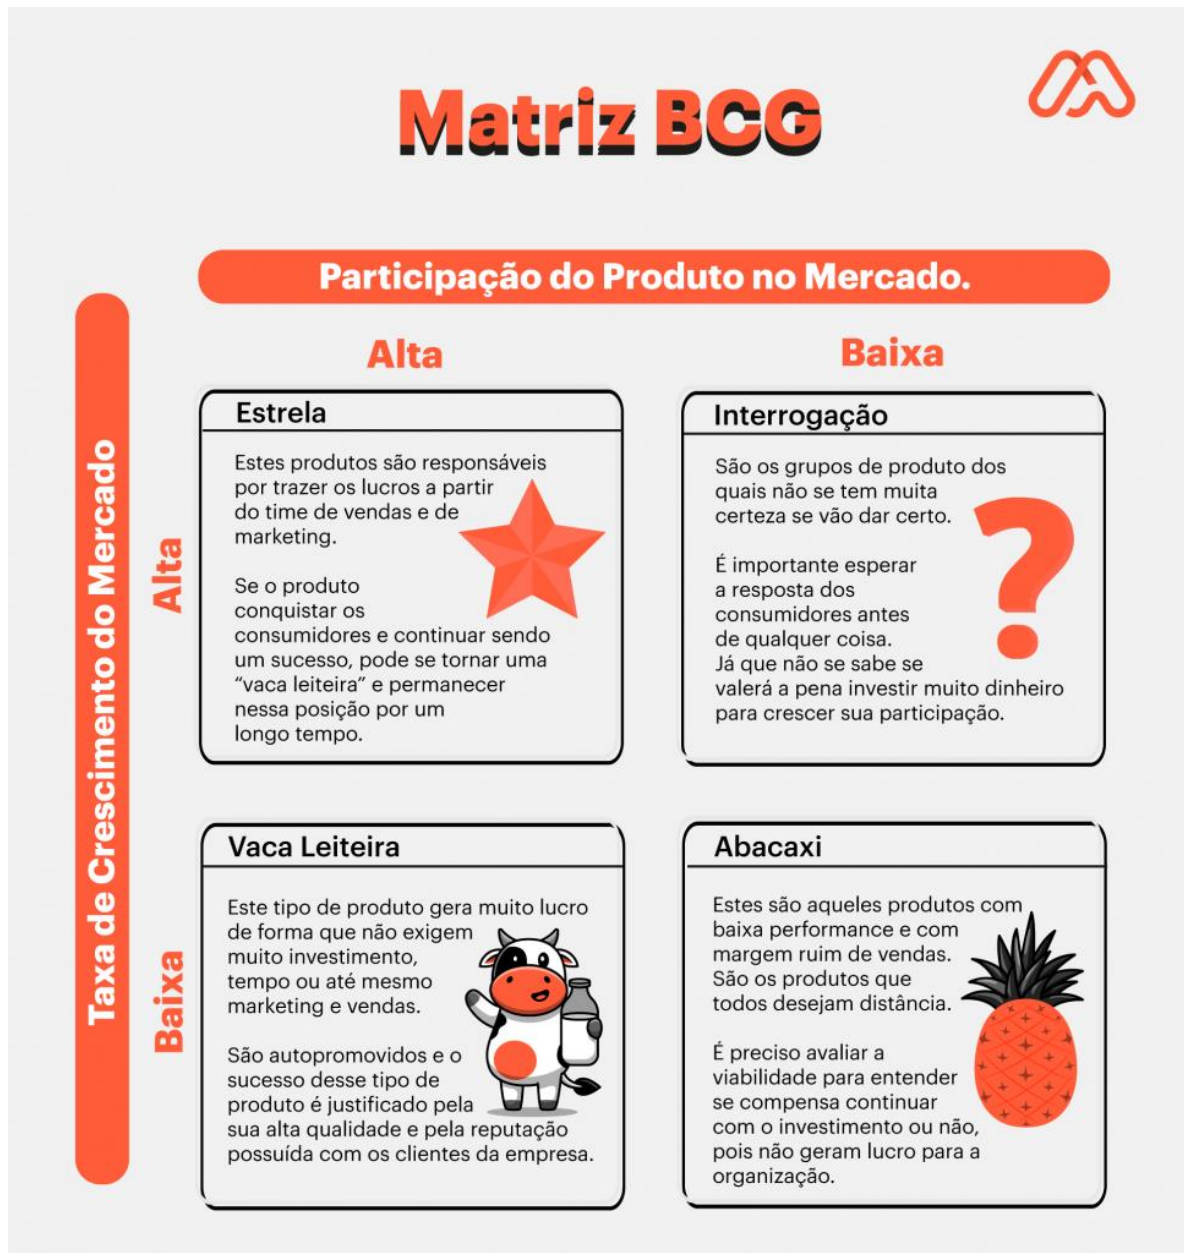 Matriz BCG
Participação do Produto no Mercado.
Taxa de Crescimento do Mercado
Alta
Baixa
Alta
Estrela
Estes produtos são responsáveis
por trazer os lucros a partir
do time de vendas e de
marketing.
Se o produto
conquistar os
consumidores e continuar sendo
um sucesso, pode se tornar uma
“vaca leiteira” e permanecer
nessa posição por um
longo tempo.
Interrogação
São os grupos de produto dos
quais não se tem muita
certeza se vão dar certo.
É importante esperar
a resposta dos
consumidores antes
de qualquer coisa.
Já que não se sabe se
valerá a pena investir muito dinheiro
para crescer sua participação.
?
Baixa
Vaca Leiteira
Este tipo de produto gera muito lucro
de forma que não exigem
muito investimento,
tempo ou até mesmo
marketing e vendas.
São autopromovidos e o
sucesso desse tipo de
produto é justificado pela
sua alta qualidade e pela reputação
possuída com os clientes da empresa.
Abacaxi
Estes são aqueles produtos com
baixa performance e com
margem ruim de vendas.
São os produtos que
todos desejam distância.
É preciso avaliar a
viabilidade para entender
se compensa continuar
com o investimento ou não,
pois não geram lucro para a
organização.